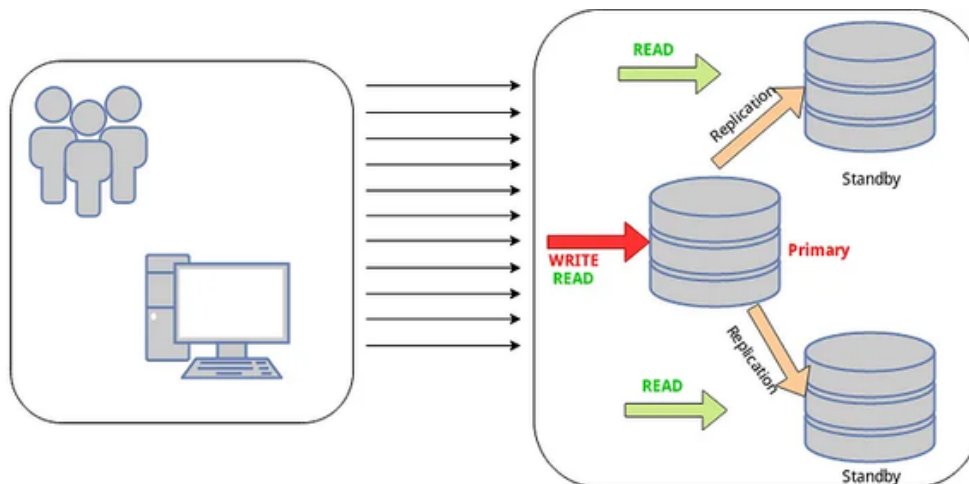 READ
Replication
Standby
WRITE
READ
Primary
Replication
READ
Standby